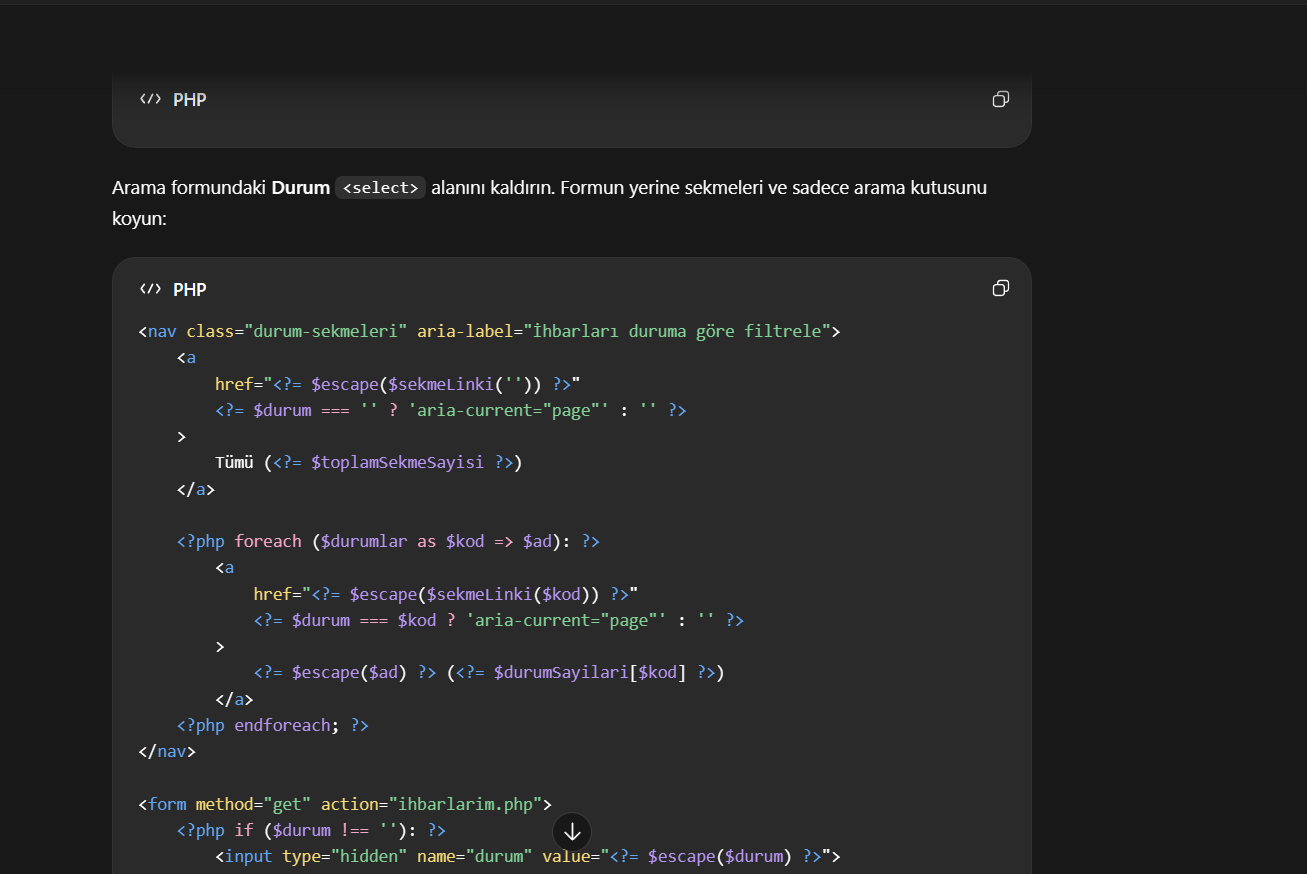 PHP
Arama formundaki Durum <select> alanını kaldırın. Formun yerine sekmeleri ve sadece arama kutusunu
koyun:
PHP
<nav class="durum-sekmeleri" aria-label="İhbarları duruma göre filtrele">
    <a
        href="<?= $escape($sekmeLinki('')) ?>"
        <?= $durum === '' ? 'aria-current="page"' : '' ?>
    >
        Tümü (<?= $toplamSekmeSayisi ?>)
    </a>
    <?php foreach ($durumlar as $kod => $ad): ?>
        <a
            href="<?= $escape($sekmeLinki($kod)) ?>"
            <?= $durum === $kod ? 'aria-current="page"' : '' ?>
        >
            <?= $escape($ad) ?> (<?= $durumSayilari[$kod] ?>)
        </a>
    <?php endforeach; ?>
</nav>
<form method="get" action="ihbarlarim.php">
    <?php if ($durum !== ''): ?>
        <input type="hidden" name="durum" value="<?= $escape($durum) ?>">